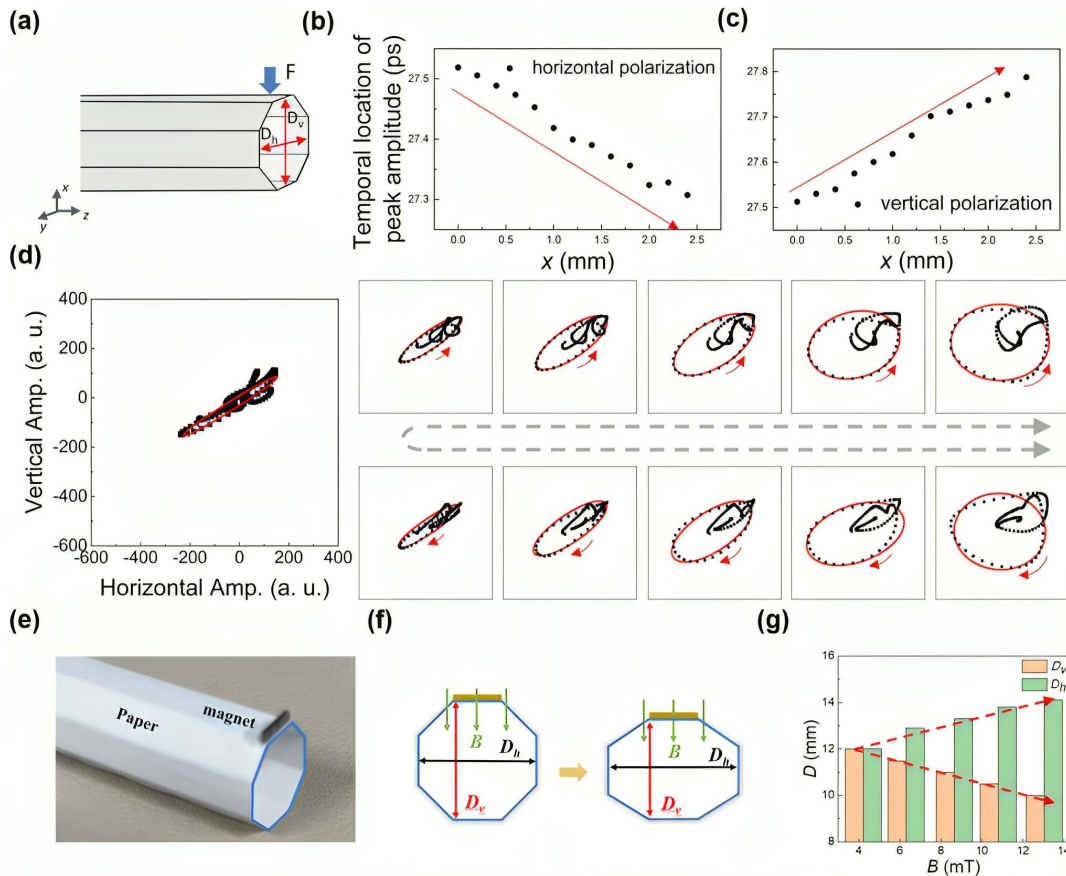 (a)
F
D_v
D_h
x
y
z
(b)
Temporal location of
peak amplitude (ps)
27.5
27.4
27.3
horizontal polarization
0.0 0.5 1.0 1.5 2.0 2.5
x (mm)
(c)
27.8
27.7
27.6
27.5
vertical polarization
0.0 0.5 1.0 1.5 2.0 2.5
x (mm)
(d)
Vertical Amp. (a. u.)
400
200
0
-200
-400
-600
-600 -400 -200 0 200 400
Horizontal Amp. (a. u.)
(e)
Paper
magnet
(f)
B
D_h
D_v
B
D_h
D_v
(g)
D (mm)
16
14
12
10
8
D_v
D_h
4 6 8 10 12 14
B (mT)